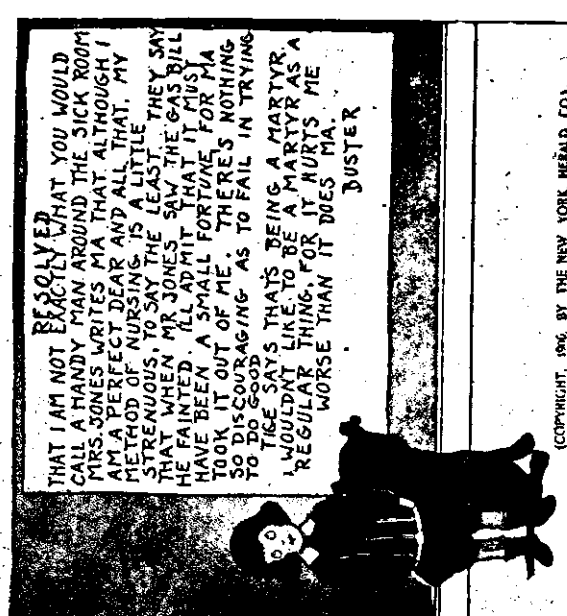 RESOLVED
THAT I AM NOT EXACTLY WHAT YOU WOULD
CALL A HANDY MAN AROUND THE SICK ROOM
MRS. JONES WRITES MA THAT ALTHOUGH I
AM A PERFECT DEAR AND ALL THAT, MY
METHOD OF NURSING IS A LITTLE
STRENUOUS, TO SAY THE LEAST. THEY SAY
THAT WHEN MR JONES SAW THE GAS BILL
HE FAINTED. I'LL ADMIT THAT IT MUST
HAVE BEEN A SMALL FORTUNE, FOR MA
TOOK IT OUT OF ME. THERE'S NOTHING
SO DISCOURAGING AS TO FAIL IN TRYING
TO DO GOOD
TIGE SAYS THAT'S BEING A MARTYR.
I WOULDN'T LIKE TO BE A MARTYR AS A
REGULAR THING, FOR IT HURTS ME
WORSE THAN IT DOES MA.
BUSTER
(COPYRIGHT, 1906, BY THE NEW YORK HERALD CO.)